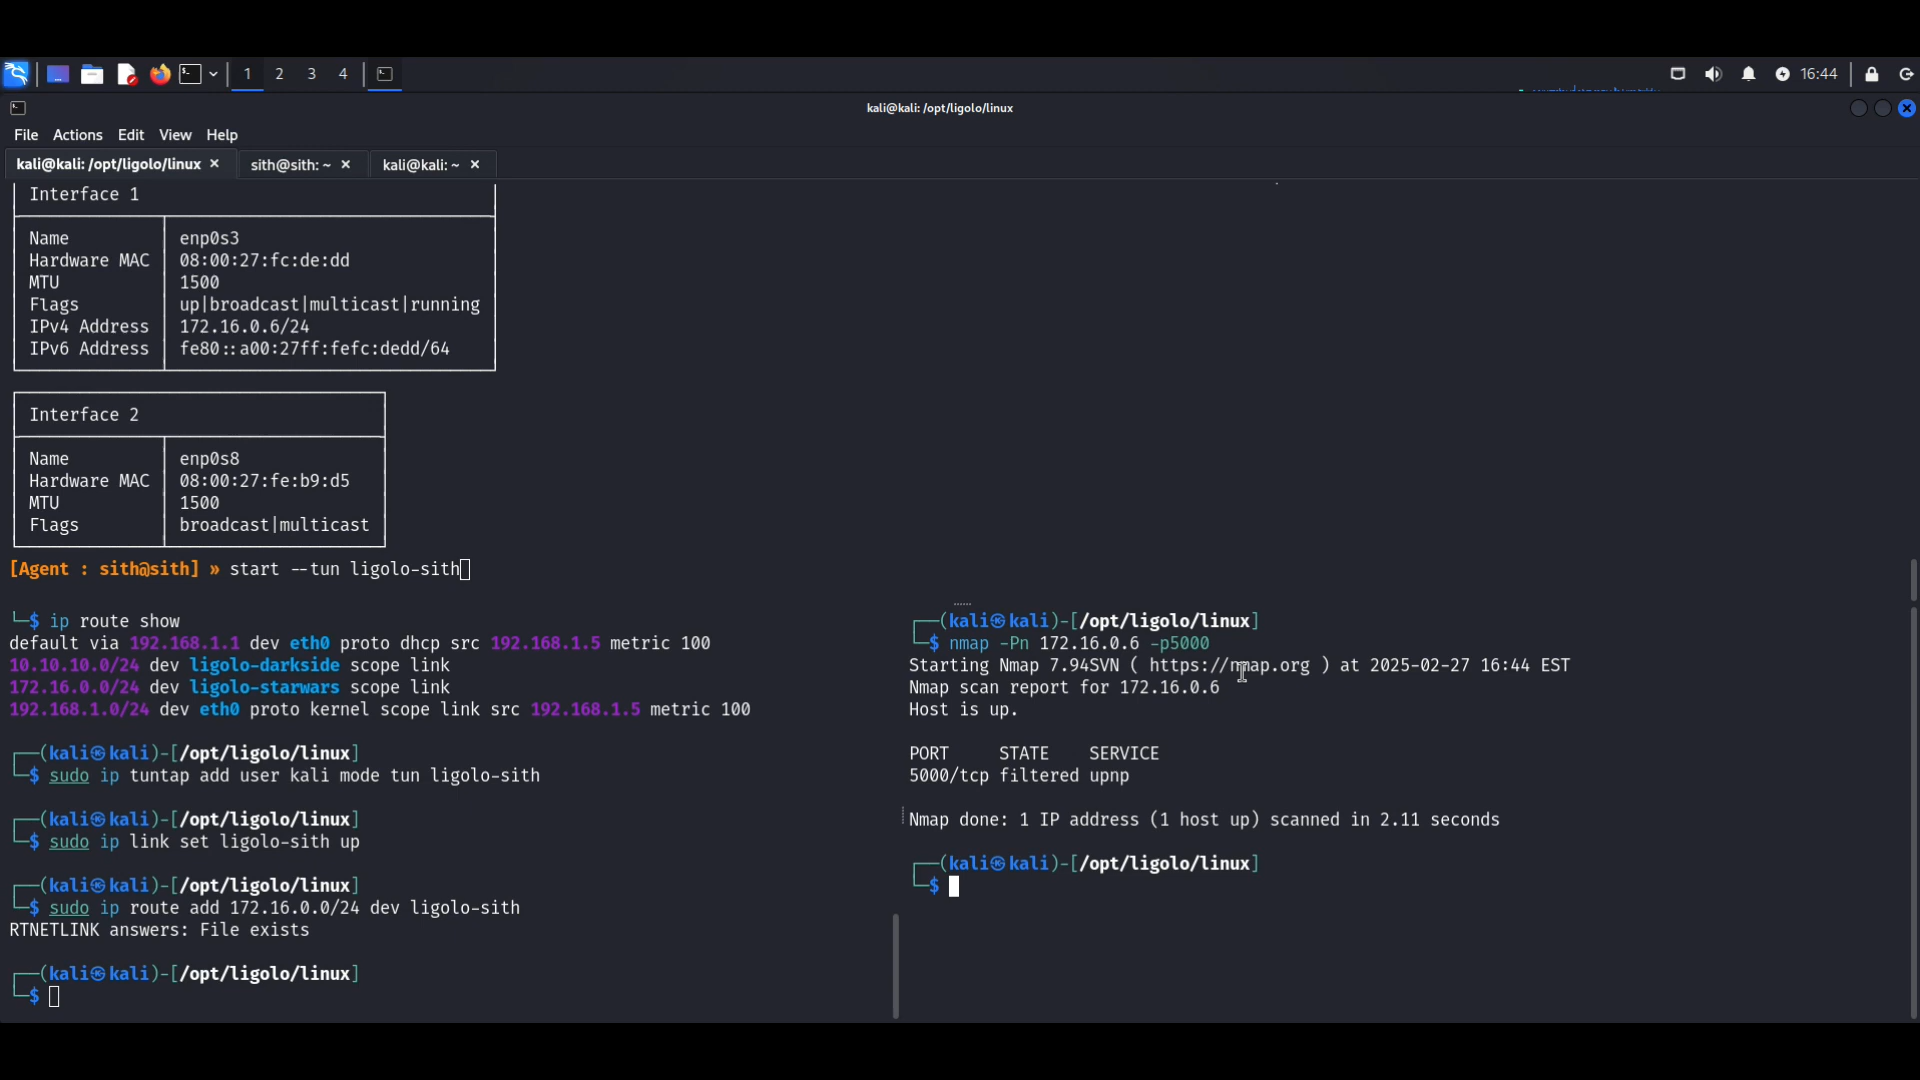 1 2 3 4 16:44
kali@kali: /opt/ligolo/linux
File Actions Edit View Help
kali@kali: /opt/ligolo/linux × sith@sith: ~ × kali@kali: ~ ×
Interface 1
Name enp0s3
Hardware MAC 08:00:27:fc:de:dd
MTU 1500
Flags up|broadcast|multicast|running
IPv4 Address 172.16.0.6/24
IPv6 Address fe80::a00:27ff:fefc:dedd/64
Interface 2
Name enp0s8
Hardware MAC 08:00:27:fe:b9:d5
MTU 1500
Flags broadcast|multicast
[Agent : sith@sith] » start --tun ligolo-sith
└─$ ip route show
default via 192.168.1.1 dev eth0 proto dhcp src 192.168.1.5 metric 100
10.10.10.0/24 dev ligolo-darkside scope link
172.16.0.0/24 dev ligolo-starwars scope link
192.168.1.0/24 dev eth0 proto kernel scope link src 192.168.1.5 metric 100
┌──(kali㉿kali)-[/opt/ligolo/linux]
└─$ sudo ip tuntap add user kali mode tun ligolo-sith
┌──(kali㉿kali)-[/opt/ligolo/linux]
└─$ sudo ip link set ligolo-sith up
┌──(kali㉿kali)-[/opt/ligolo/linux]
└─$ sudo ip route add 172.16.0.0/24 dev ligolo-sith
RTNETLINK answers: File exists
┌──(kali㉿kali)-[/opt/ligolo/linux]
└─$
┌──(kali㉿kali)-[/opt/ligolo/linux]
└─$ nmap -Pn 172.16.0.6 -p5000
Starting Nmap 7.94SVN ( https://nmap.org ) at 2025-02-27 16:44 EST
Nmap scan report for 172.16.0.6
Host is up.
PORT STATE SERVICE
5000/tcp filtered upnp
Nmap done: 1 IP address (1 host up) scanned in 2.11 seconds
┌──(kali㉿kali)-[/opt/ligolo/linux]
└─$